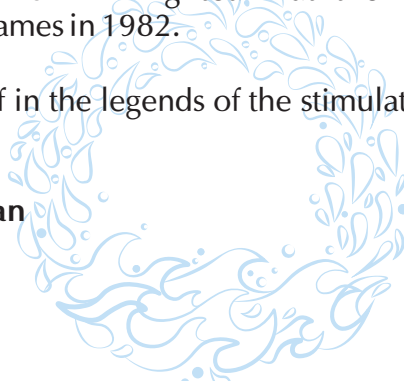 ames in 1982.
f in the legends of the stimulat
an